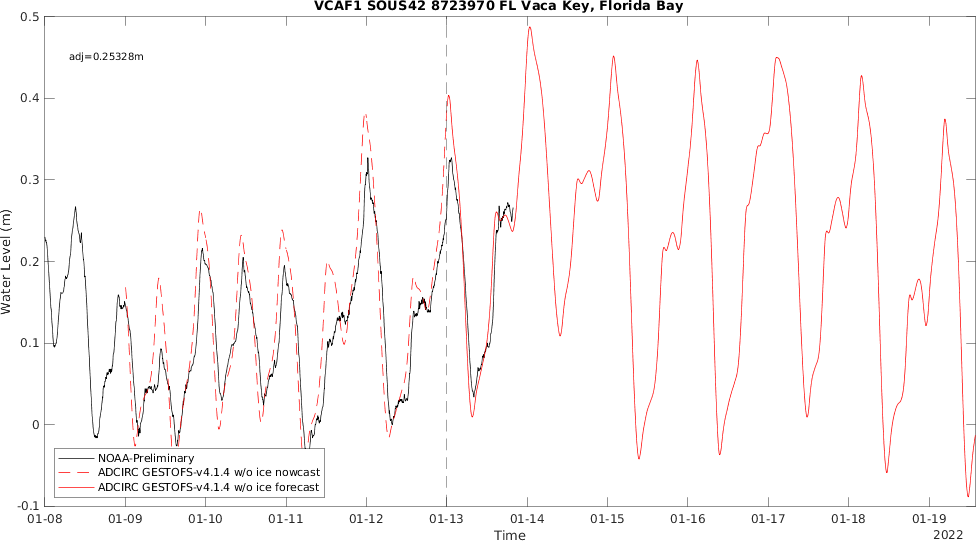 VCAF1 SOUS42 8723970 FL Vaca Key, Florida Bay
0.5
adj=0.25328m
0.4
0.3
0.2
0.1
0
-0.1
Water Level (m)
NOAA-Preliminary
ADCIRC GESTOFS-v4.1.4 w/o ice nowcast
ADCIRC GESTOFS-v4.1.4 w/o ice forecast
01-08 01-09 01-10 01-11 01-12 01-13 01-14 01-15 01-16 01-17 01-18 01-19
Time
2022